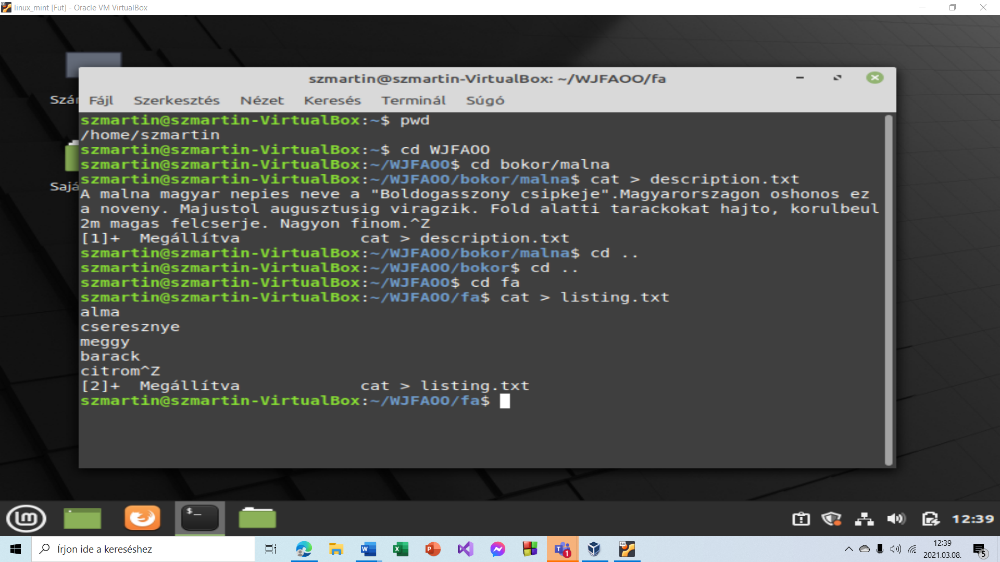 linux_mint [Fut] - Oracle VM VirtualBox
szmartin@szmartin-VirtualBox: ~/WJFAOO/fa
Fájl Szerkesztés Nézet Keresés Terminál Súgó
Szám
Sajá
szmartin@szmartin-VirtualBox:~$ pwd
/home/szmartin
szmartin@szmartin-VirtualBox:~$ cd WJFAOO
szmartin@szmartin-VirtualBox:~/WJFAOO$ cd bokor/malna
szmartin@szmartin-VirtualBox:~/WJFAOO/bokor/malna$ cat > description.txt
A malna magyar nepies neve a "Boldogasszony csipkeje".Magyarorszagon oshonos ez
a noveny. Majustol augusztusig viragzik. Fold alatti tarackokat hajto, korulbeul
2m magas felcserje. Nagyon finom.^Z
[1]+  Megállítva              cat > description.txt
szmartin@szmartin-VirtualBox:~/WJFAOO/bokor/malna$ cd ..
szmartin@szmartin-VirtualBox:~/WJFAOO/bokor$ cd ..
szmartin@szmartin-VirtualBox:~/WJFAOO$ cd fa
szmartin@szmartin-VirtualBox:~/WJFAOO/fa$ cat > listing.txt
alma
cseresznye
meggy
barack
citrom^Z
[2]+  Megállítva              cat > listing.txt
szmartin@szmartin-VirtualBox:~/WJFAOO/fa$
12:39
Írjon ide a kereséshez
12:39
2021.03.08.
1
5
64